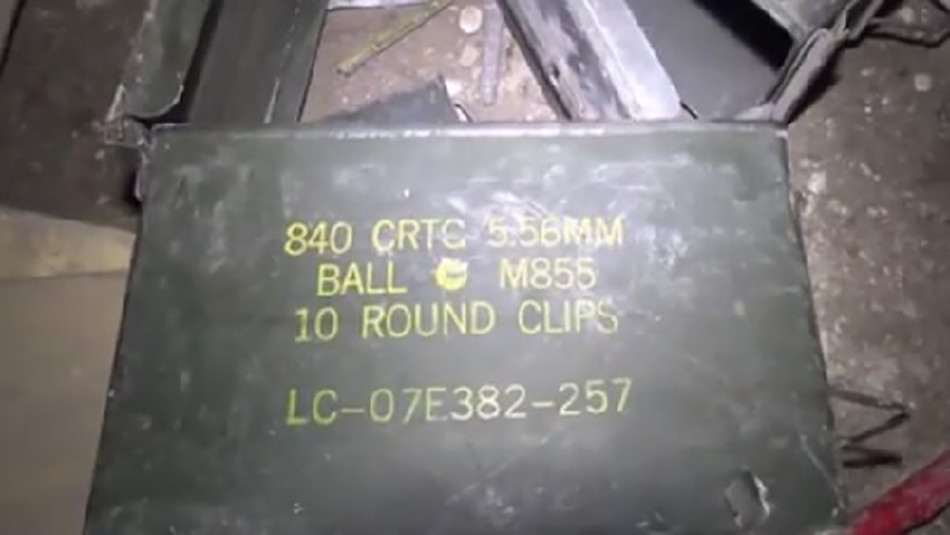 840 CRTG 5.56MM
BALL M855
10 ROUND CLIPS
LC-07E382-257